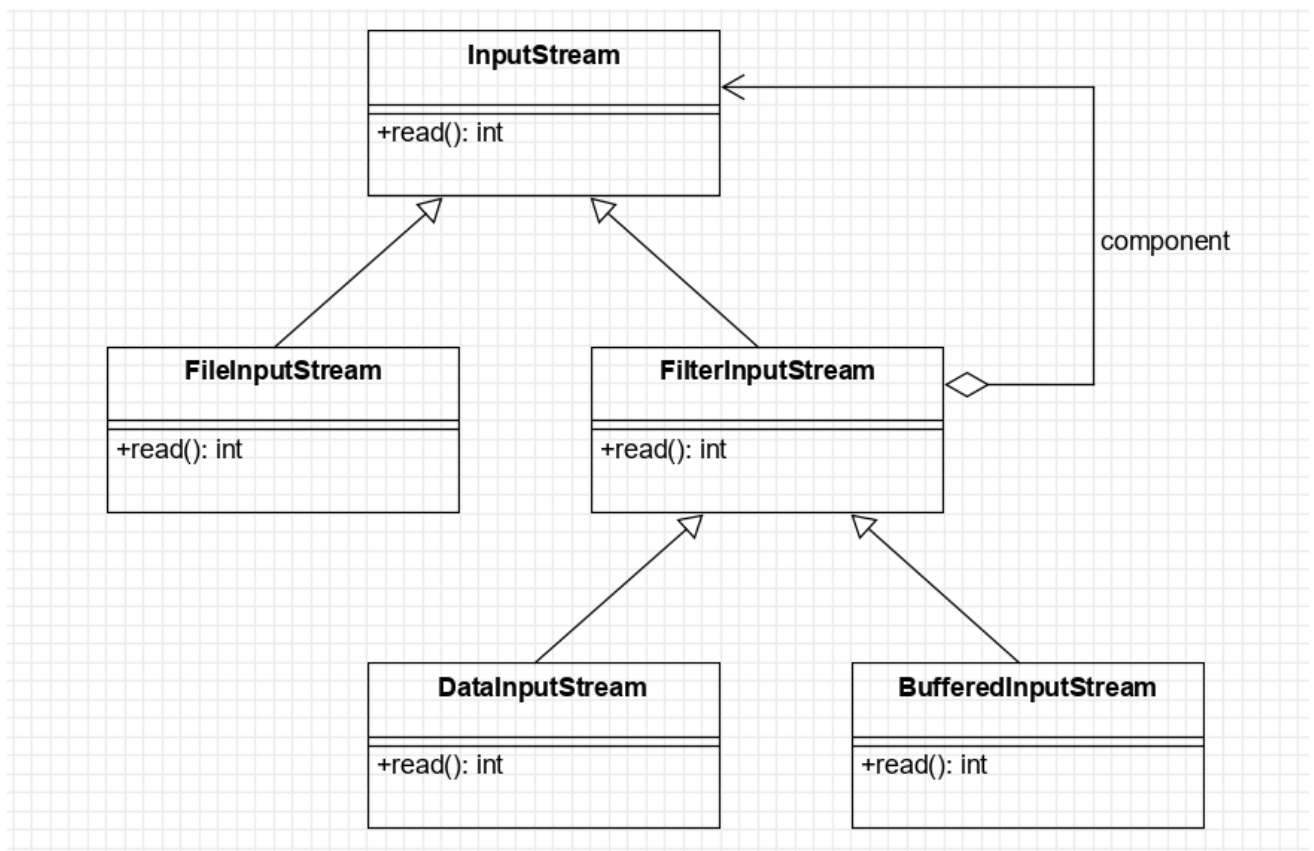 InputStream
+read(): int
component
FileInputStream
+read(): int
FilterInputStream
+read(): int
DataInputStream
+read(): int
BufferedInputStream
+read(): int